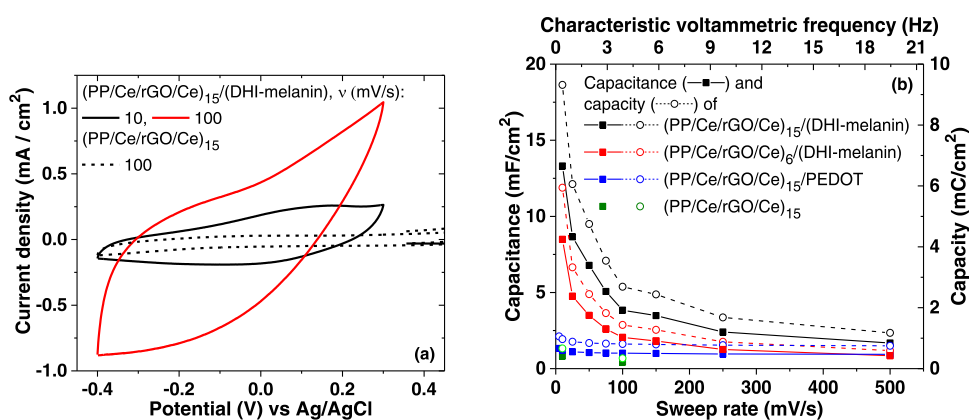 (PP/Ce/rGO/Ce)15/(DHI-melanin), ν (mV/s):
10, 100
(PP/Ce/rGO/Ce)15
100
(a)
Current density (mA / cm2)
1.0
0.5
0.0
-0.5
-1.0
-0.4 -0.2 0.0 0.2 0.4
Potential (V) vs Ag/AgCl
Characteristic voltammetric frequency (Hz)
0 3 6 9 12 15 18 21
Capacitance ( ) and (b)
capacity ( ) of
(PP/Ce/rGO/Ce)15/(DHI-melanin)
(PP/Ce/rGO/Ce)6/(DHI-melanin)
(PP/Ce/rGO/Ce)15/PEDOT
(PP/Ce/rGO/Ce)15
Capacitance (mF/cm2)
20
15
10
5
0
Capacity (mC/cm2)
10
8
6
4
2
0
0 50 100 150 200 250 300 350 400 450 500
Sweep rate (mV/s)